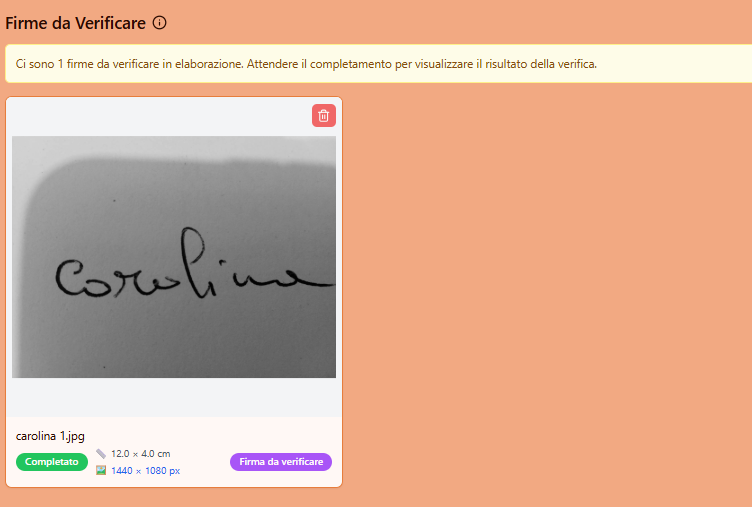 Firme da Verificare
Ci sono 1 firme da verificare in elaborazione. Attendere il completamento per visualizzare il risultato della verifica.
Carolina
carolina 1.jpg
Completato
12.0 × 4.0 cm
1440 × 1080 px
Firma da verificare